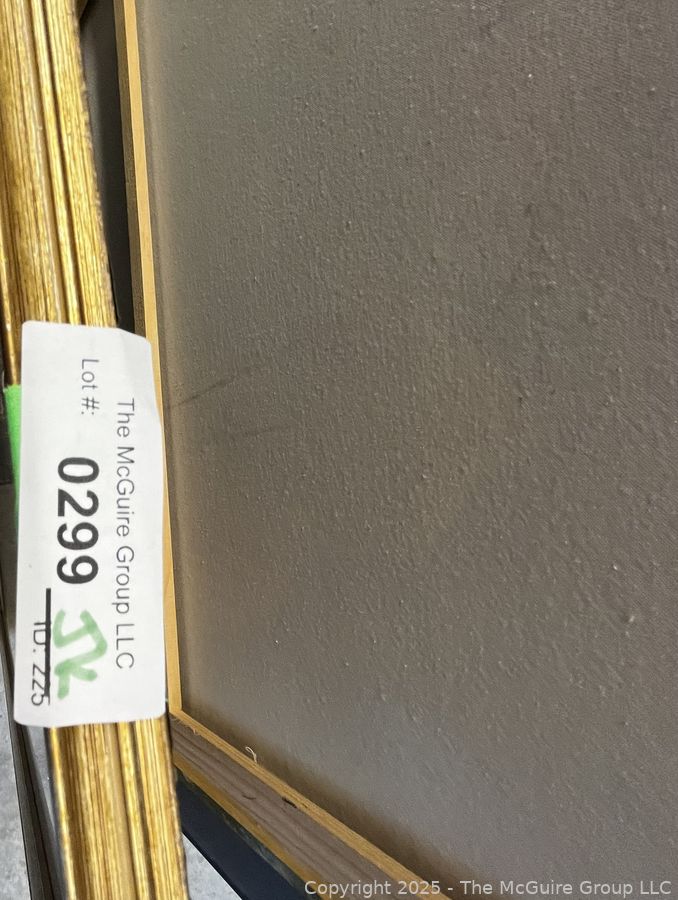 The McGuire Group LLC
Lot #: 0299
JK
ID: 225
Copyright 2025 - The McGuire Group LLC